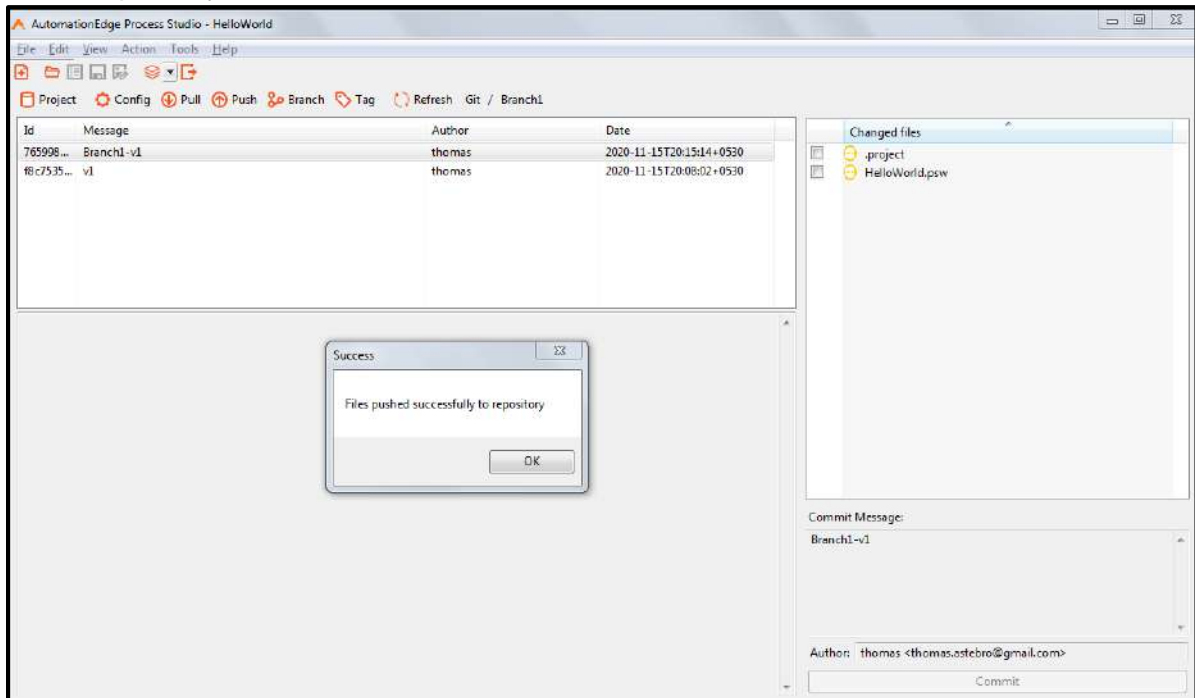 AutomationEdge Process Studio - HelloWorld
File Edit View Action Tools Help
Project Config Pull Push Branch Tag Refresh Git / Branch1
Id Message Author Date
765998... Branch1-v1 thomas 2020-11-15T20:15:14+0530
f8c7535... v1 thomas 2020-11-15T20:08:02+0530
Changed files
.project
HelloWorld.psw
Success
Files pushed successfully to repository
OK
Commit Message:
Branch1-v1
Author: thomas <thomas.astebro@gmail.com>
Commit